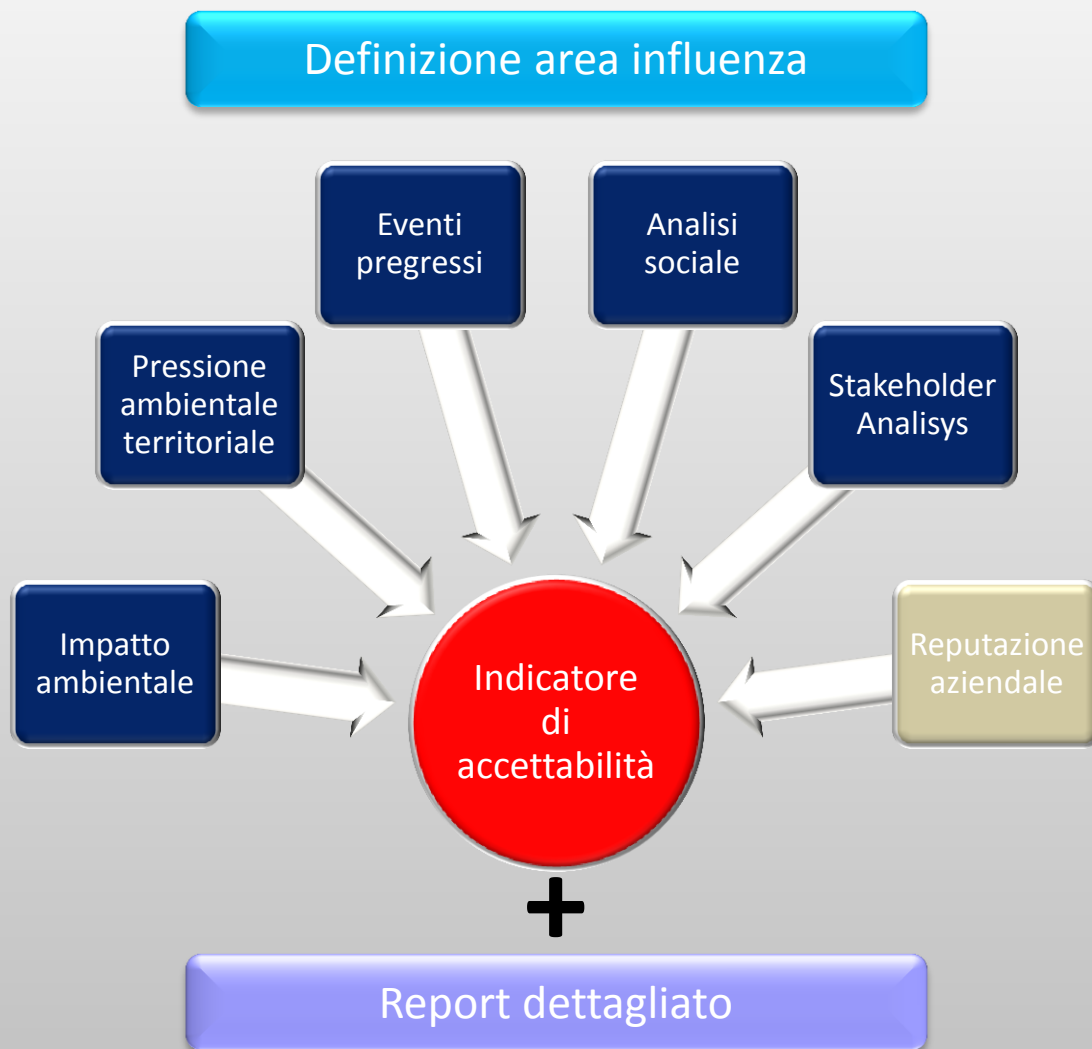 Definizione area influenza
Eventi
pregressi
Analisi
sociale
Pressione
ambientale
territoriale
Stakeholder
Analisys
Impatto
ambientale
Indicatore
di
accettabilità
Reputazione
aziendale
+
Report dettagliato